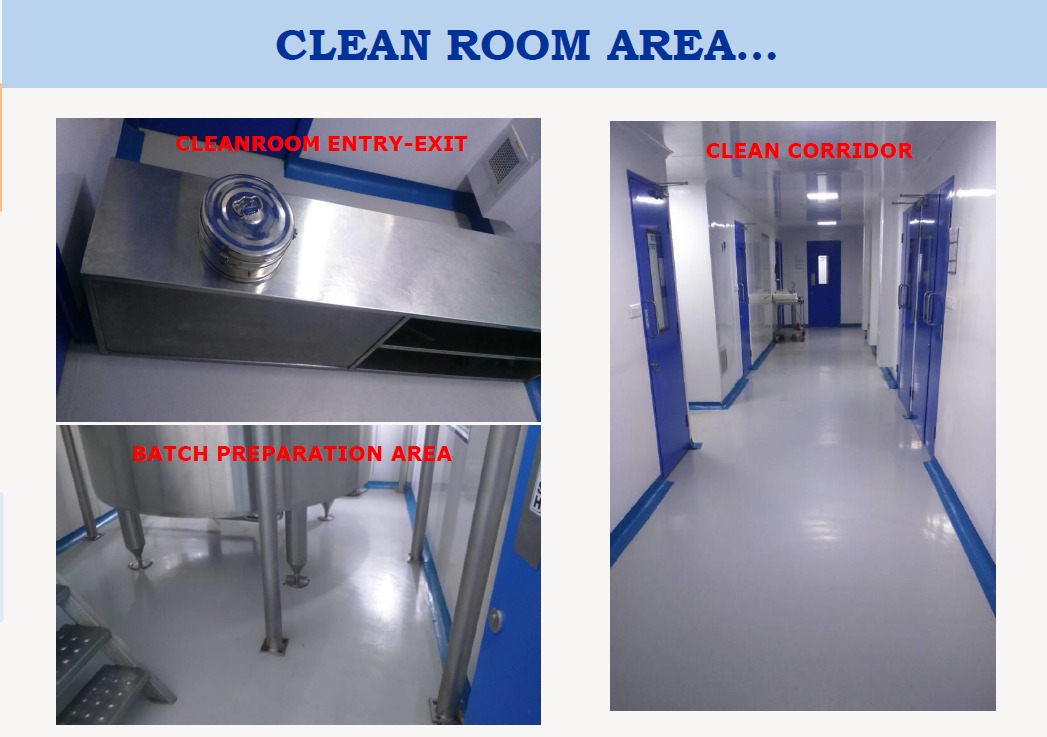 CLEAN ROOM AREA...
CLEANROOM ENTRY-EXIT
CLEAN CORRIDOR
BATCH PREPARATION AREA